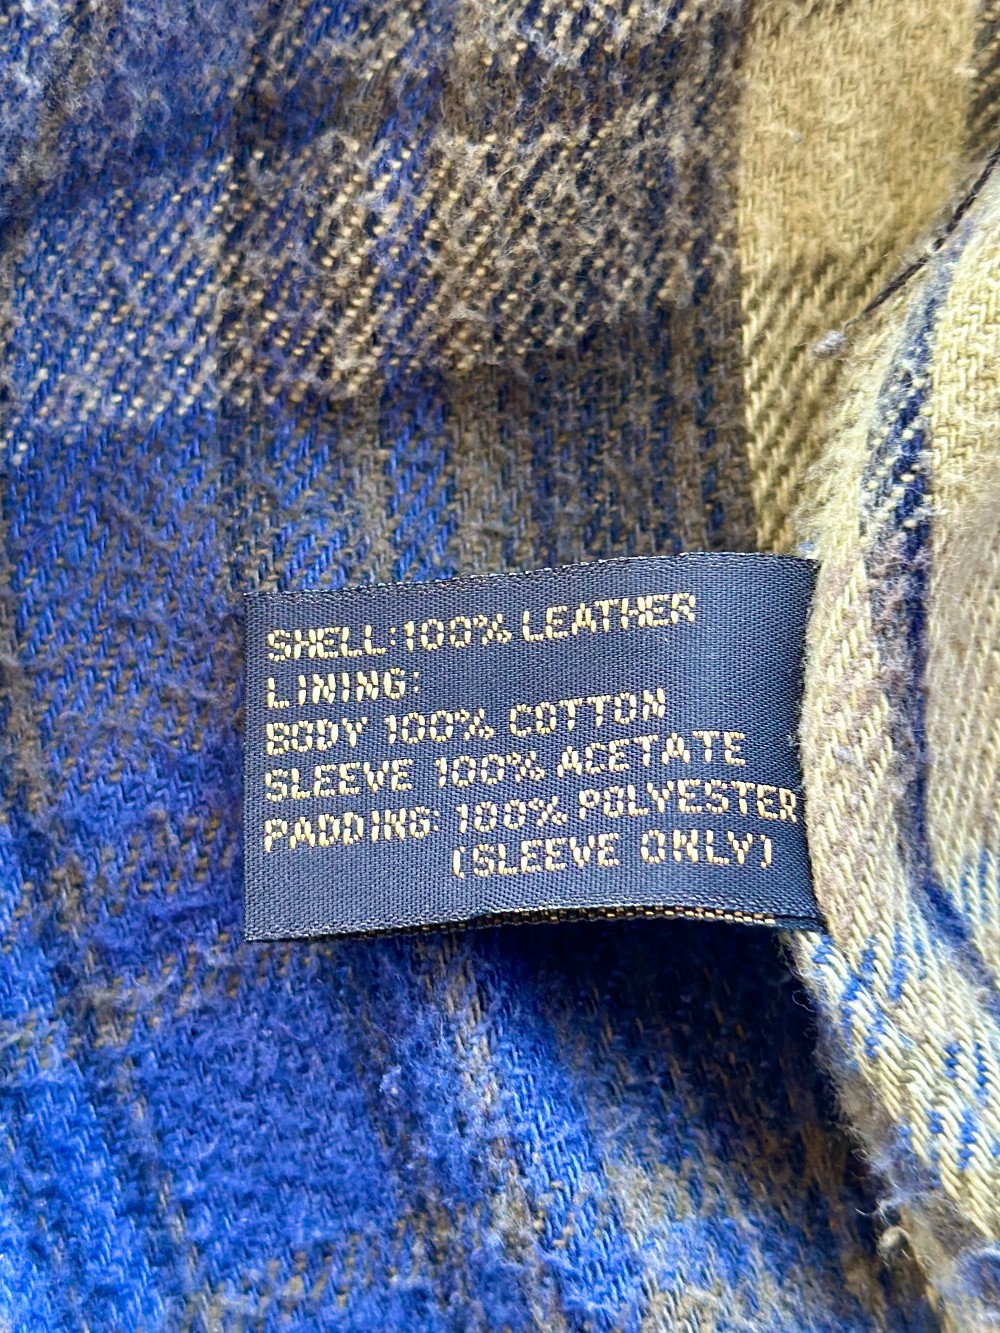 SHELL:100% LEATHER
LINING:
BODY 100% COTTON
SLEEVE 100% ACETATE
PADDING: 100% POLYESTER
(SLEEVE ONLY)